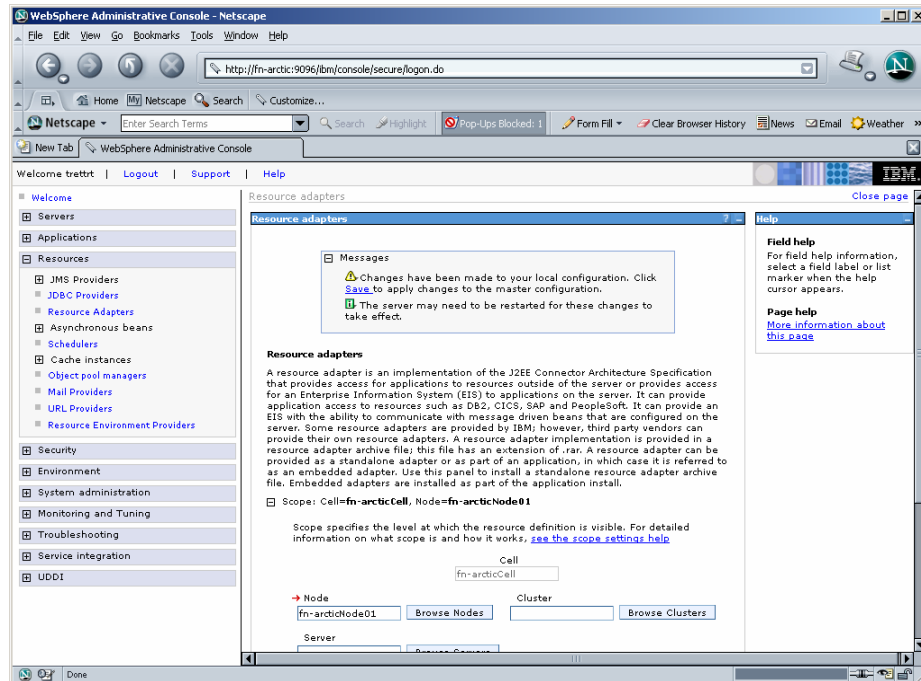 WebSphere Administrative Console - Netscape
File Edit View Go Bookmarks Tools Window Help
http://fn-arctic:9096/ibm/console/secure/logon.do
Home My Netscape Search Customize...
Netscape Enter Search Terms Search Highlight Pop-Ups Blocked: 1 Form Fill Clear Browser History News Email Weather »
New Tab WebSphere Administrative Console
Welcome trettrt | Logout | Support | Help
IBM.
Welcome
Servers
Applications
Resources
JMS Providers
JDBC Providers
Resource Adapters
Asynchronous beans
Schedulers
Cache instances
Object pool managers
Mail Providers
URL Providers
Resource Environment Providers
Security
Environment
System administration
Monitoring and Tuning
Troubleshooting
Service integration
UDDI
Resource adapters
Close page
Resource adapters ? _
Messages
Changes have been made to your local configuration. Click
Save to apply changes to the master configuration.
The server may need to be restarted for these changes to
take effect.
Resource adapters
A resource adapter is an implementation of the J2EE Connector Architecture Specification
that provides access for applications to resources outside of the server or provides access
for an Enterprise Information System (EIS) to applications on the server. It can provide
application access to resources such as DB2, CICS, SAP and PeopleSoft. It can provide an
EIS with the ability to communicate with message driven beans that are configured on the
server. Some resource adapters are provided by IBM; however, third party vendors can
provide their own resource adapters. A resource adapter implementation is provided in a
resource adapter archive file; this file has an extension of .rar. A resource adapter can be
provided as a standalone adapter or as part of an application, in which case it is referred to
as an embedded adapter. Use this panel to install a standalone resource adapter archive
file. Embedded adapters are installed as part of the application install.
Scope: Cell=fn-arcticCell, Node=fn-arcticNode01
Scope specifies the level at which the resource definition is visible. For detailed
information on what scope is and how it works, see the scope settings help
Cell
fn-arcticCell
Node
fn-arcticNode01 Browse Nodes
Cluster
Browse Clusters
Server
Browse Servers
Help
Field help
For field help information,
select a field label or list
marker when the help
cursor appears.
Page help
More information about
this page
Done